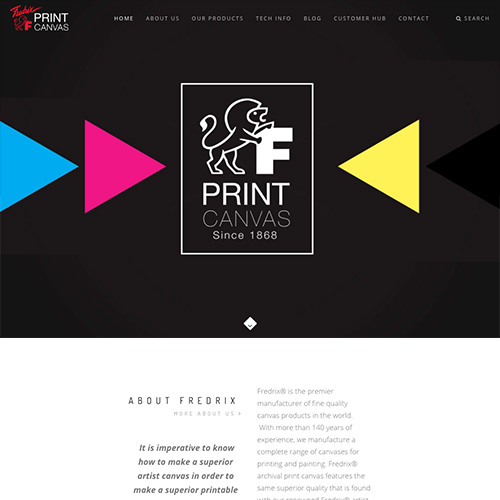 Fredrix
PRINT
CANVAS
HOME ABOUT US OUR PRODUCTS TECH INFO BLOG CUSTOMER HUB CONTACT SEARCH
F
PRINT
CANVAS
Since 1868
ABOUT FREDRIX
MORE ABOUT US >
It is imperative to know
how to make a superior
artist canvas in order to
make a superior printable
Fredrix® is the premier
manufacturer of fine quality
canvas products in the world.
With more than 140 years of
experience, we manufacture a
complete range of canvases for
printing and painting. Fredrix®
archival print canvas features the
same superior quality that is found
with our renowned Fredrix® artist